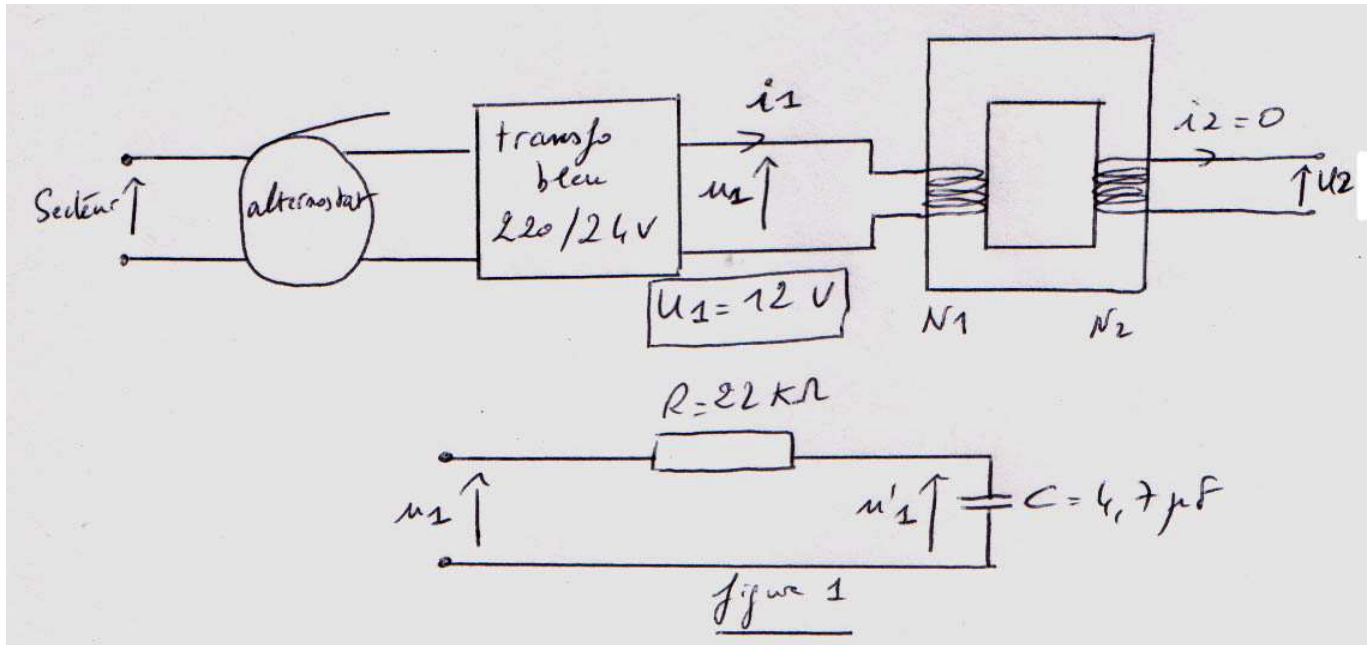 Secteur
alternostat
transfo
bleu
220/24V
i1
u1
U1 = 12 V
N1
N2
i2 = 0
u2
R = 22 KΩ
u1
u'1
C = 4,7 µF
figure 1